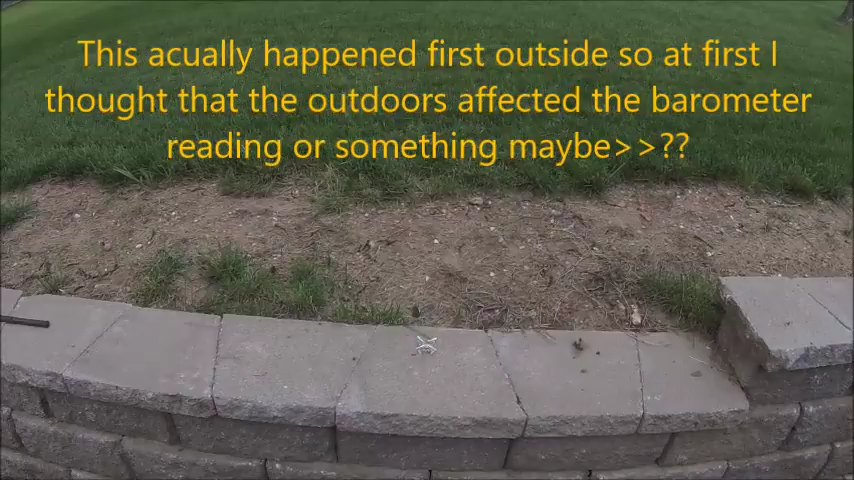 This acually happened first outside so at first I
thought that the outdoors affected the barometer
reading or something maybe>>??